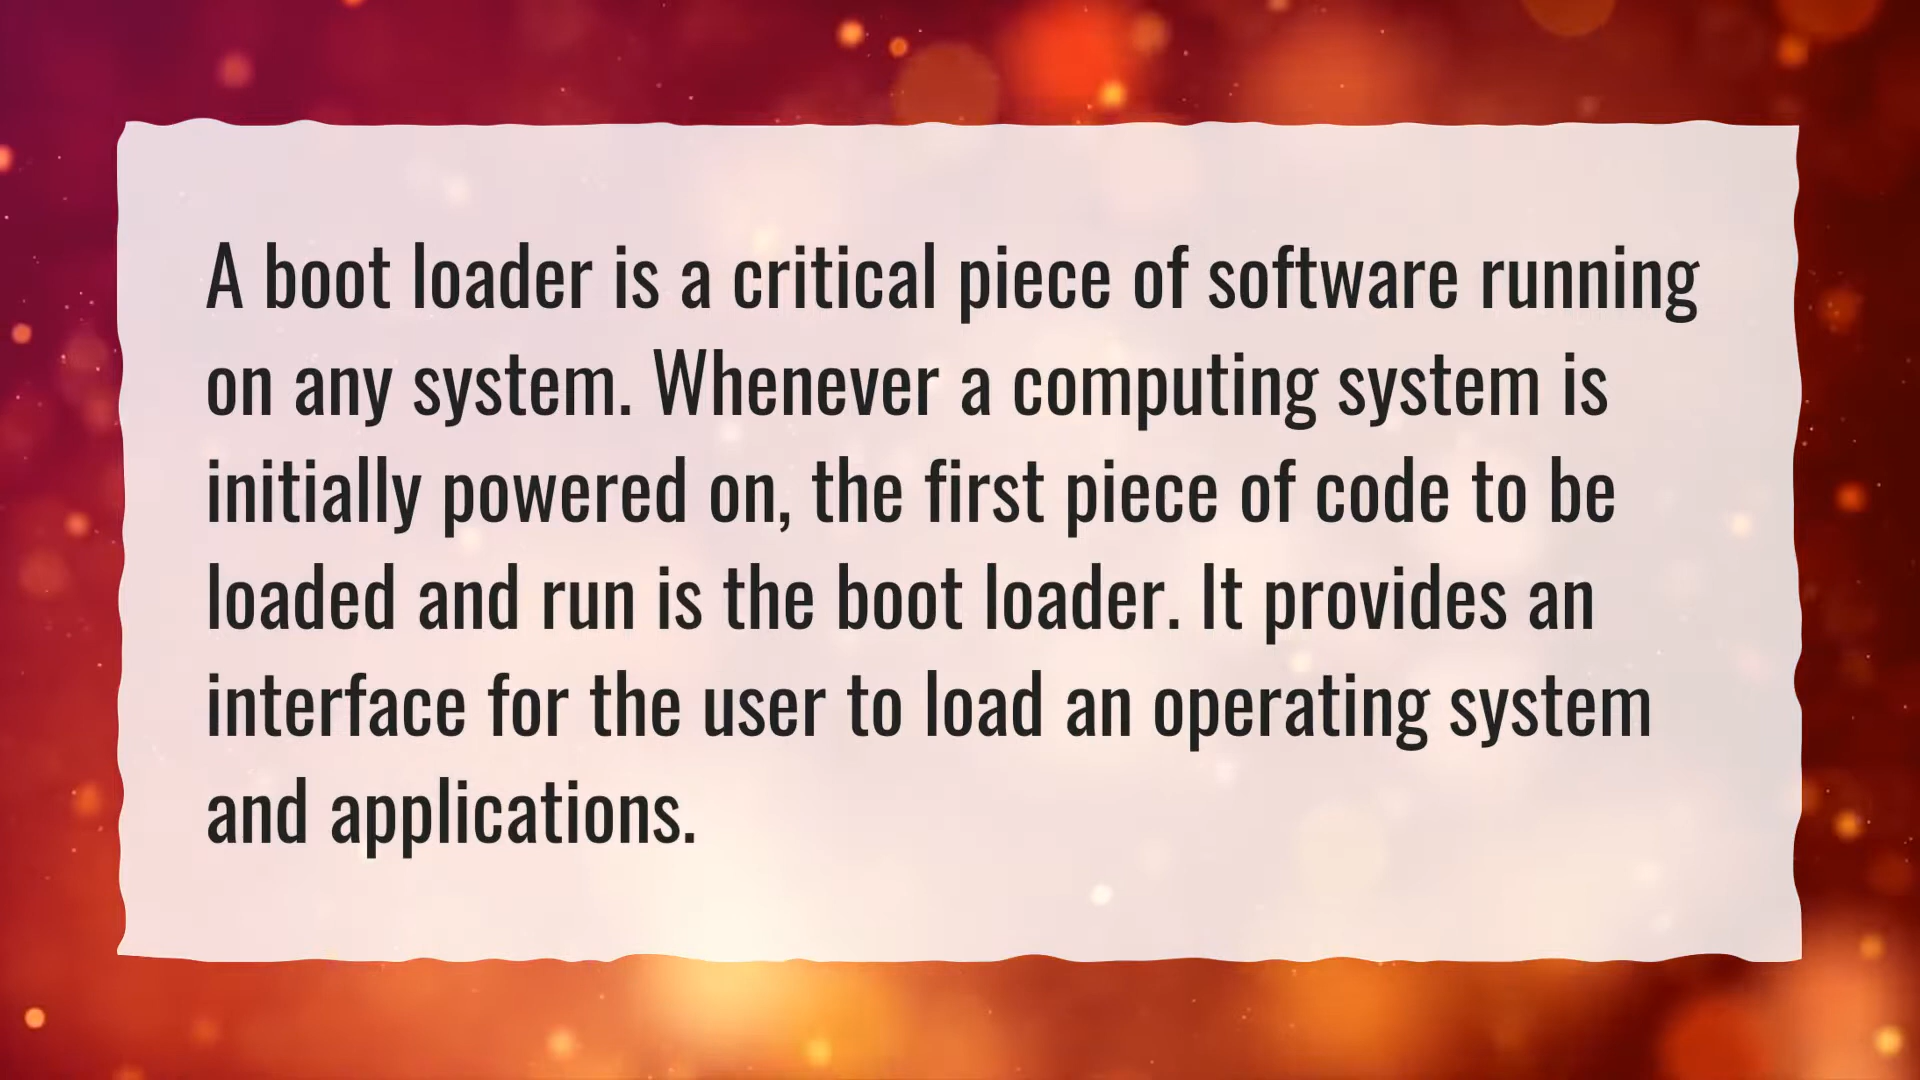 A boot loader is a critical piece of software running
on any system. Whenever a computing system is
initially powered on, the first piece of code to be
loaded and run is the boot loader. It provides an
interface for the user to load an operating system
and applications.